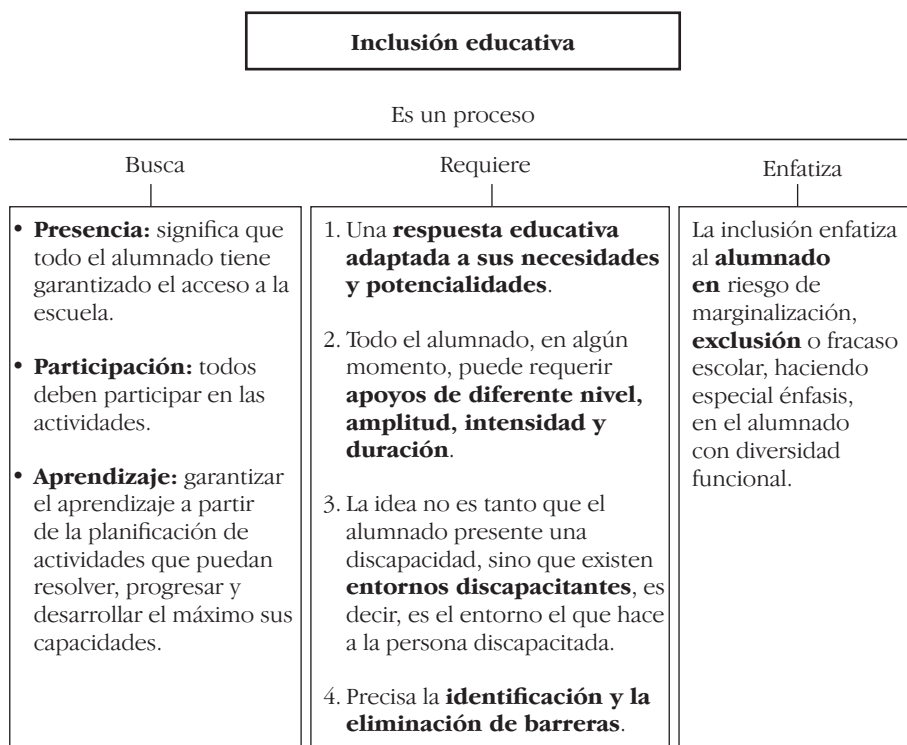 Inclusión educativa
Es un proceso
Busca
• Presencia: significa que
todo el alumnado tiene
garantizado el acceso a la
escuela.
• Participación: todos
deben participar en las
actividades.
• Aprendizaje: garantizar
el aprendizaje a partir
de la planificación de
actividades que puedan
resolver, progresar y
desarrollar el máximo sus
capacidades.
Requiere
1. Una respuesta educativa
adaptada a sus necesidades
y potencialidades.
2. Todo el alumnado, en algún
momento, puede requerir
apoyos de diferente nivel,
amplitud, intensidad y
duración.
3. La idea no es tanto que el
alumnado presente una
discapacidad, sino que existen
entornos discapacitantes, es
decir, es el entorno el que hace
a la persona discapacitada.
4. Precisa la identificación y la
eliminación de barreras.
Enfatiza
La inclusión enfatiza
al alumnado
en riesgo de
marginalización,
exclusión o fracaso
escolar, haciendo
especial énfasis,
en el alumnado
con diversidad
funcional.